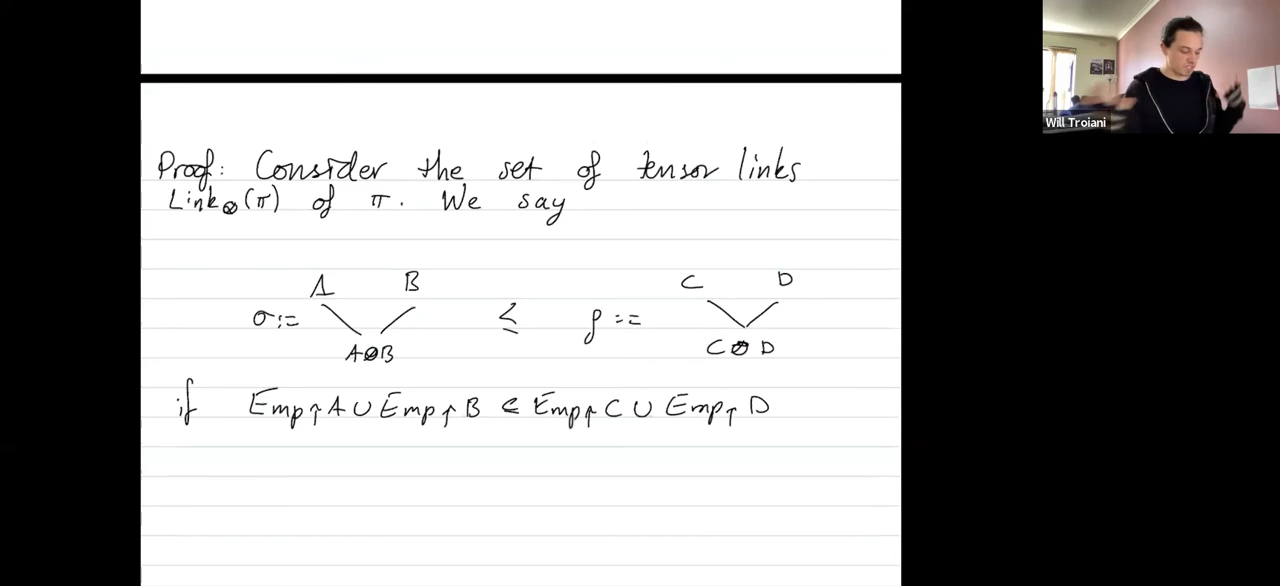 Proof: Consider the set of tensor links
Link⊗(π) of π. We say
A B C D
σ := ≤ ρ :=
A⊗B C⊗D
if Emp↑A ∪ Emp↑B ⊆ Emp↑C ∪ Emp↑D
Will Troiani